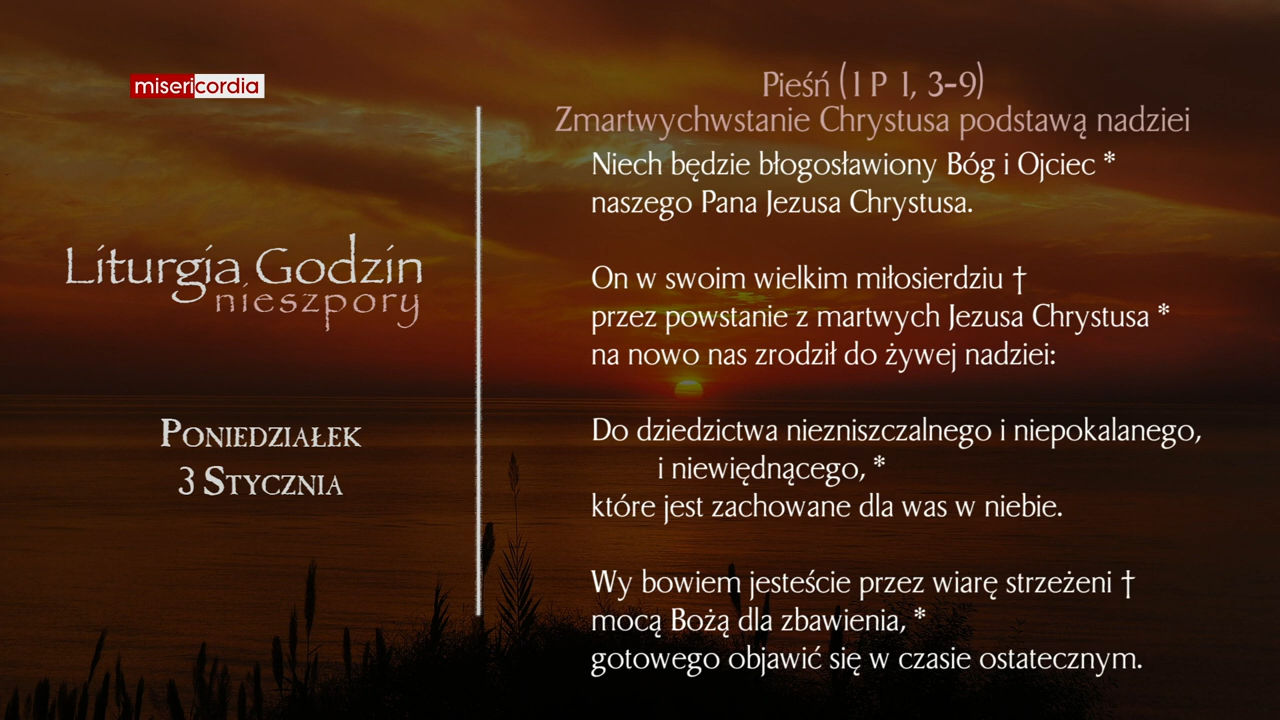 misericordia
Liturgia Godzin
nieszpory
Poniedziałek
3 Stycznia
Pieśń (1 P 1, 3-9)
Zmartwychwstanie Chrystusa podstawą nadziei
Niech będzie błogosławiony Bóg i Ojciec *
naszego Pana Jezusa Chrystusa.
On w swoim wielkim miłosierdziu †
przez powstanie z martwych Jezusa Chrystusa *
na nowo nas zrodził do żywej nadziei:
Do dziedzictwa niezniszczalnego i niepokalanego,
i niewiędnącego, *
które jest zachowane dla was w niebie.
Wy bowiem jesteście przez wiarę strzeżeni †
mocą Bożą dla zbawienia, *
gotowego objawić się w czasie ostatecznym.